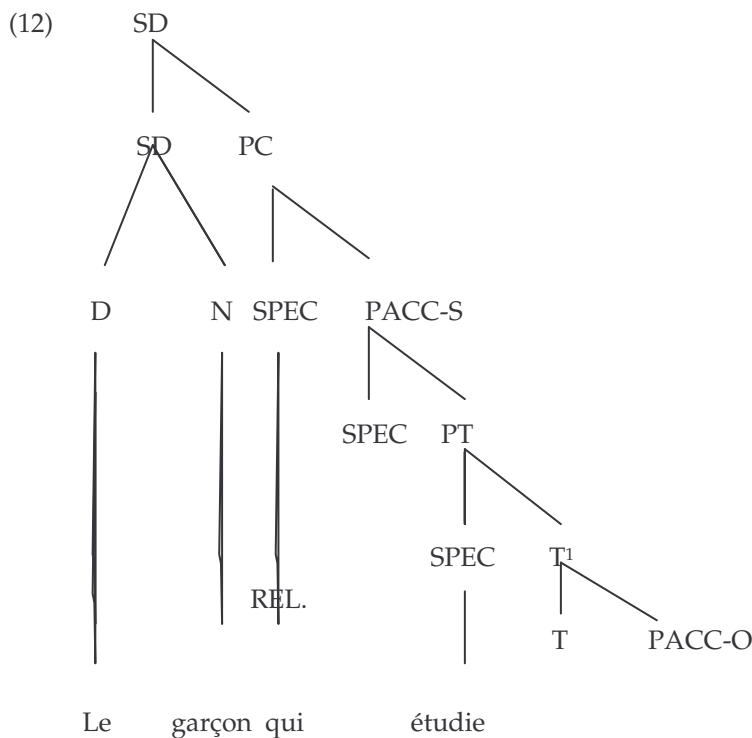 (12) SD
SD PC
D N SPEC PACC-S
SPEC PT
SPEC T¹
REL.
T PACC-O
Le garçon qui étudie